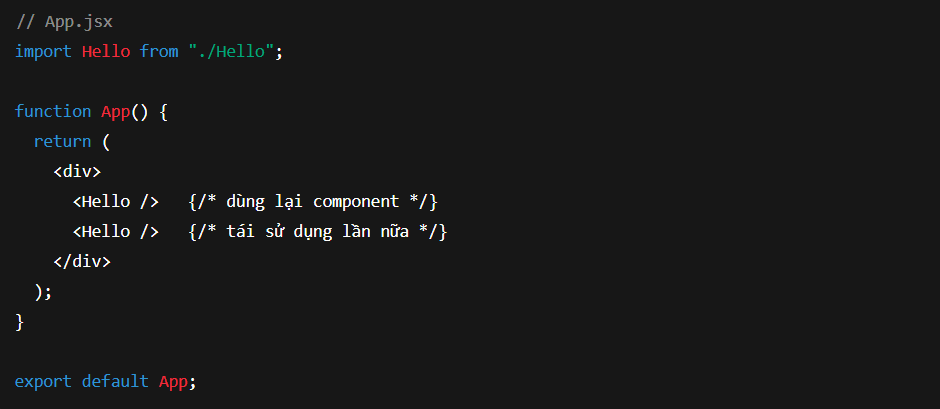 // App.jsx
import Hello from "./Hello";
function App() {
return (
<div>
<Hello />   {/* dùng lại component */}
<Hello />   {/* tái sử dụng lần nữa */}
</div>
);
}
export default App;